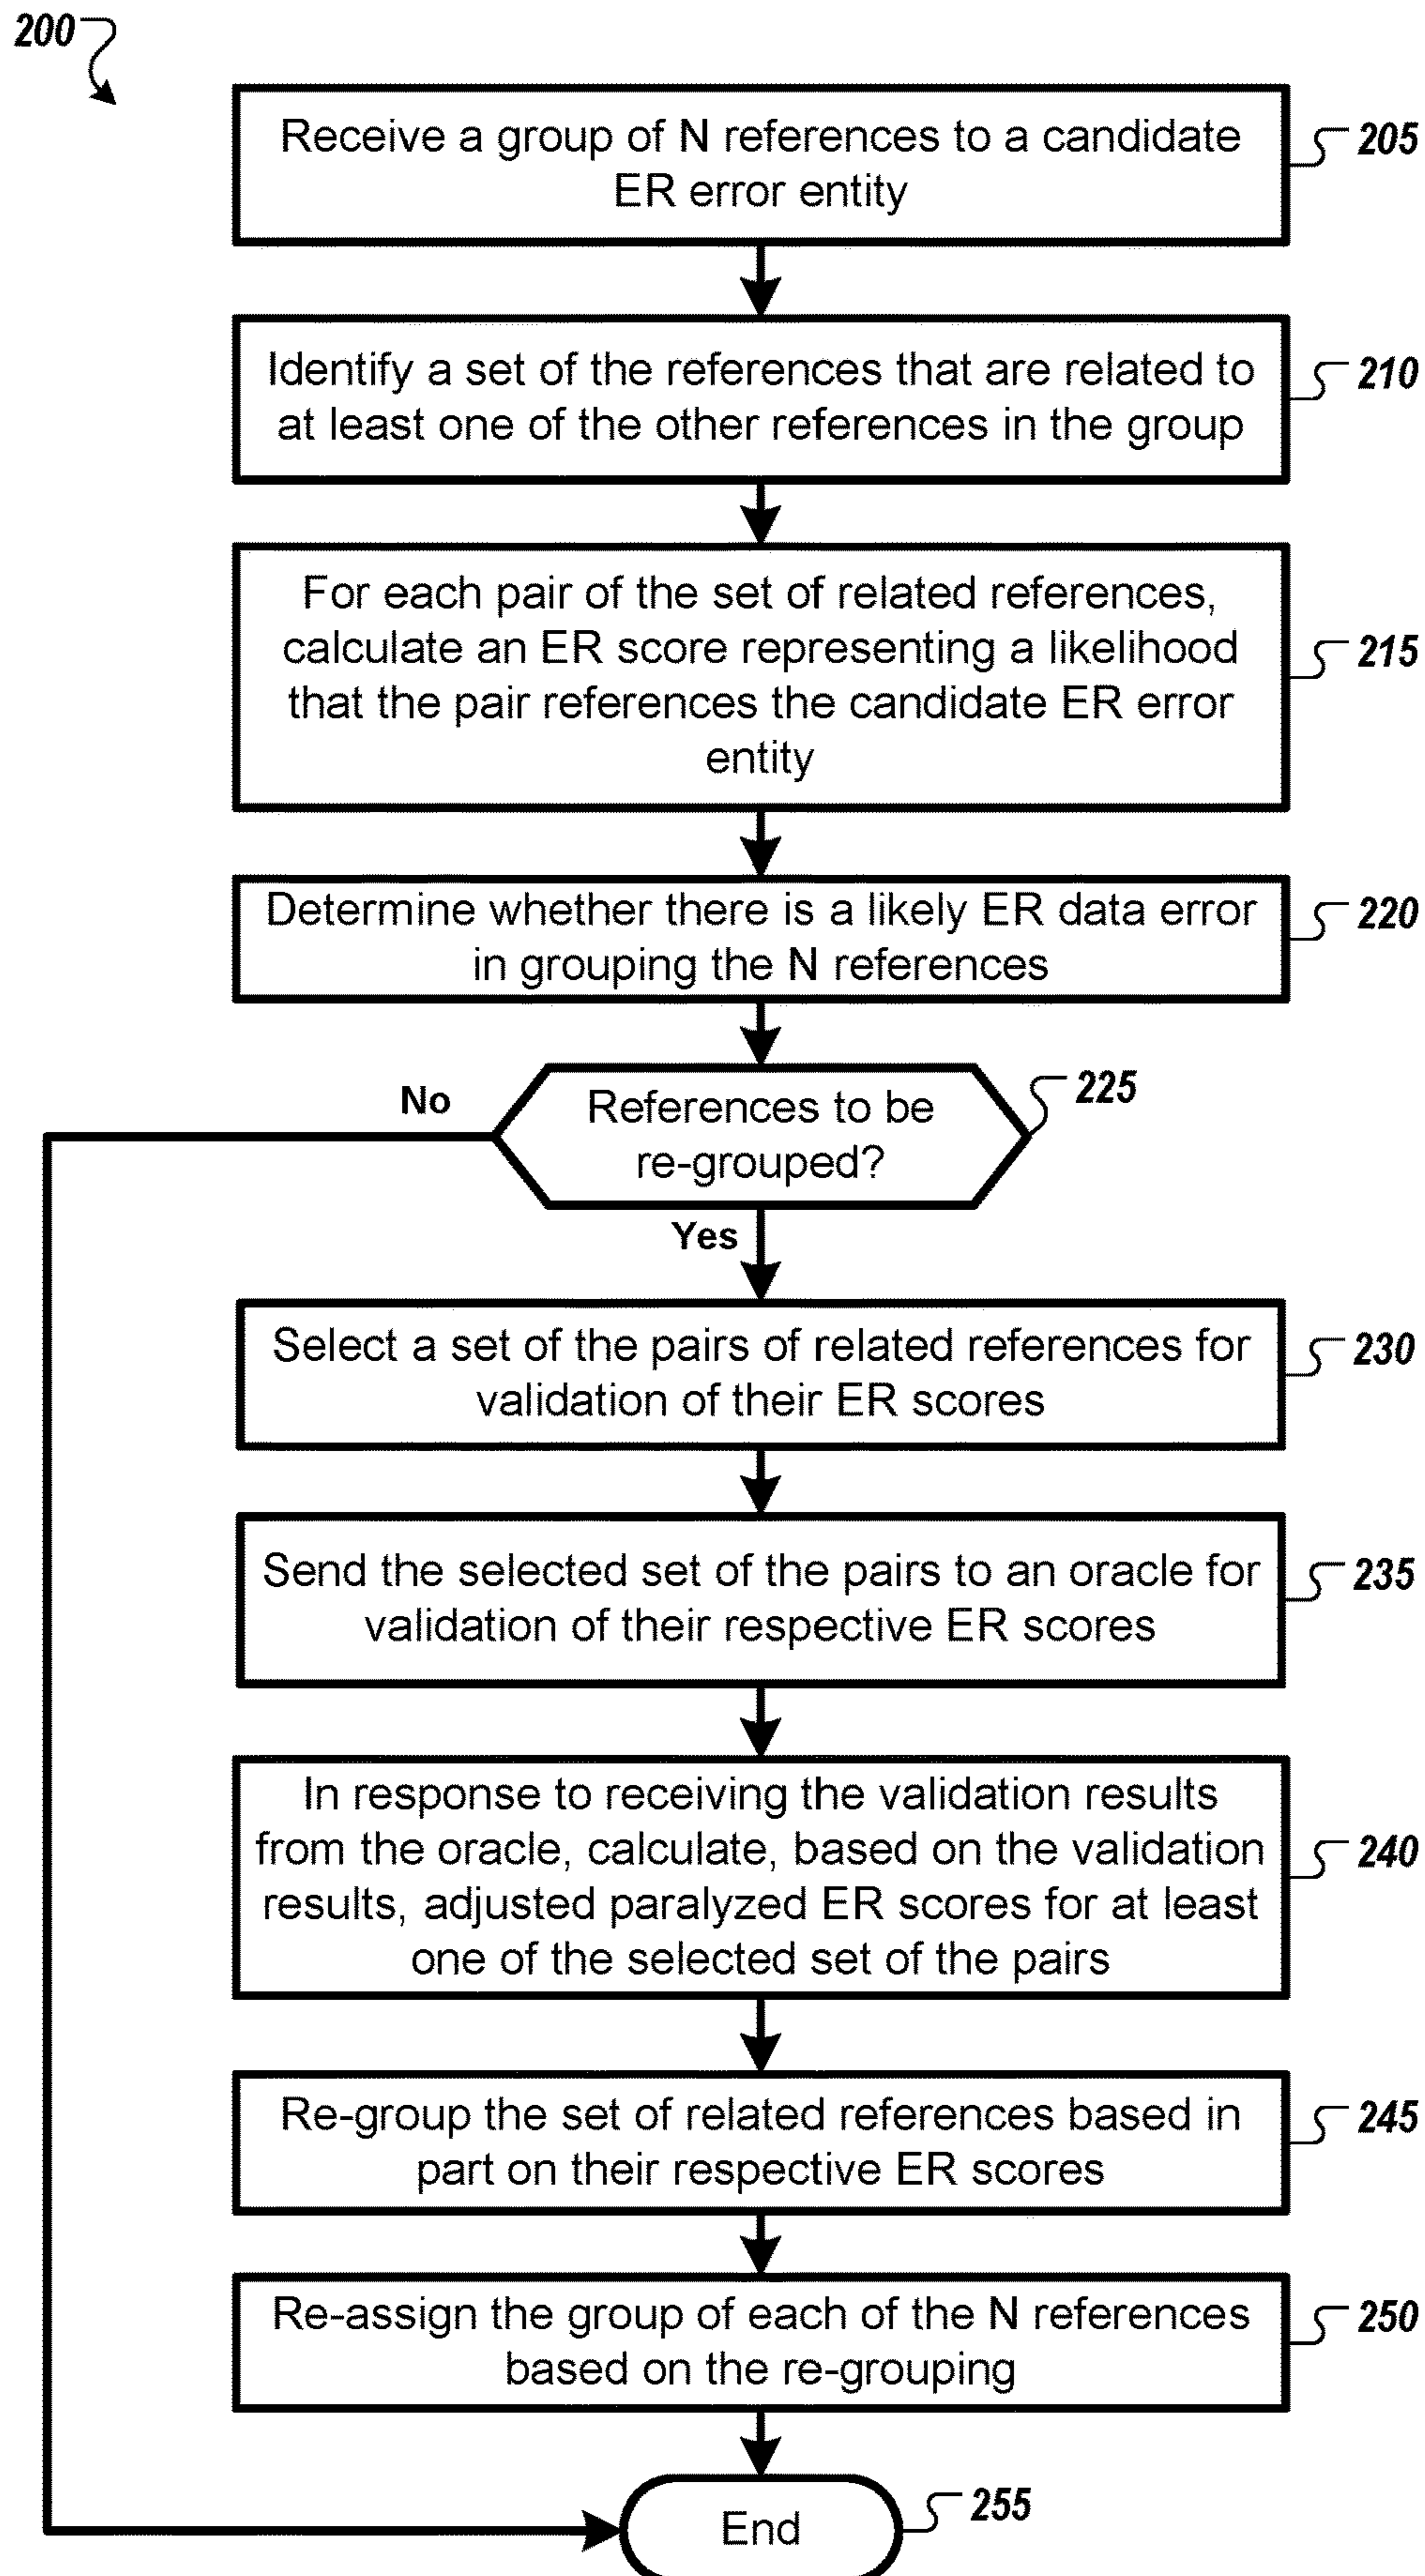 200
Receive a group of N references to a candidate
ER error entity
205
Identify a set of the references that are related to
at least one of the other references in the group
210
For each pair of the set of related references,
calculate an ER score representing a likelihood
that the pair references the candidate ER error
entity
215
Determine whether there is a likely ER data error
in grouping the N references
220
References to be
re-grouped?
225
No
Yes
Select a set of the pairs of related references for
validation of their ER scores
230
Send the selected set of the pairs to an oracle for
validation of their respective ER scores
235
In response to receiving the validation results
from the oracle, calculate, based on the validation
results, adjusted paralyzed ER scores for at least
one of the selected set of the pairs
240
Re-group the set of related references based in
part on their respective ER scores
245
Re-assign the group of each of the N references
based on the re-grouping
250
End
255